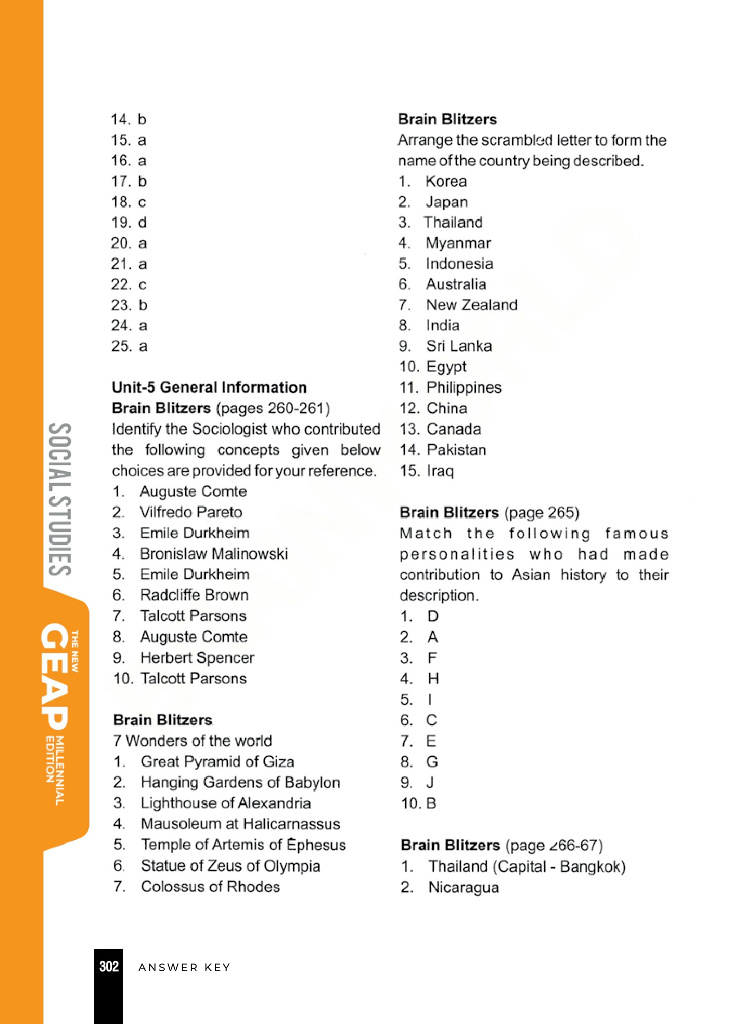 14. b
15. a
16. a
17. b
18. c
19. d
20. a
21. a
22. c
23. b
24. a
25. a
Unit-5 General Information
Brain Blitzers (pages 260-261)
Identify the Sociologist who contributed
the following concepts given below
choices are provided for your reference.
1. Auguste Comte
2. Vilfredo Pareto
3. Emile Durkheim
4. Bronislaw Malinowski
5. Emile Durkheim
6. Radcliffe Brown
7. Talcott Parsons
8. Auguste Comte
9. Herbert Spencer
10. Talcott Parsons
Brain Blitzers
7 Wonders of the world
1. Great Pyramid of Giza
2. Hanging Gardens of Babylon
3. Lighthouse of Alexandria
4. Mausoleum at Halicarnassus
5. Temple of Artemis of Ephesus
6. Statue of Zeus of Olympia
7. Colossus of Rhodes
Brain Blitzers
Arrange the scrambled letter to form the
name of the country being described.
1. Korea
2. Japan
3. Thailand
4. Myanmar
5. Indonesia
6. Australia
7. New Zealand
8. India
9. Sri Lanka
10. Egypt
11. Philippines
12. China
13. Canada
14. Pakistan
15. Iraq
Brain Blitzers (page 265)
Match the following famous
personalities who had made
contribution to Asian history to their
description.
1. D
2. A
3. F
4. H
5. I
6. C
7. E
8. G
9. J
10. B
Brain Blitzers (page 266-67)
1. Thailand (Capital - Bangkok)
2. Nicaragua
SOCIAL STUDIES
THE NEW
GEAP
MILLENNIAL
EDITION
302 ANSWER KEY